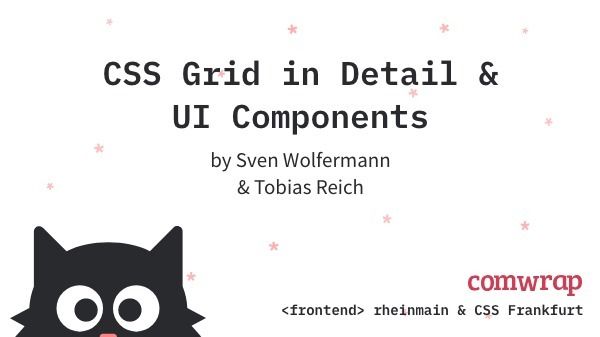 CSS Grid in Detail &
UI Components
by Sven Wolfermann
& Tobias Reich
comwrap
<frontend> rheinmain & CSS Frankfurt